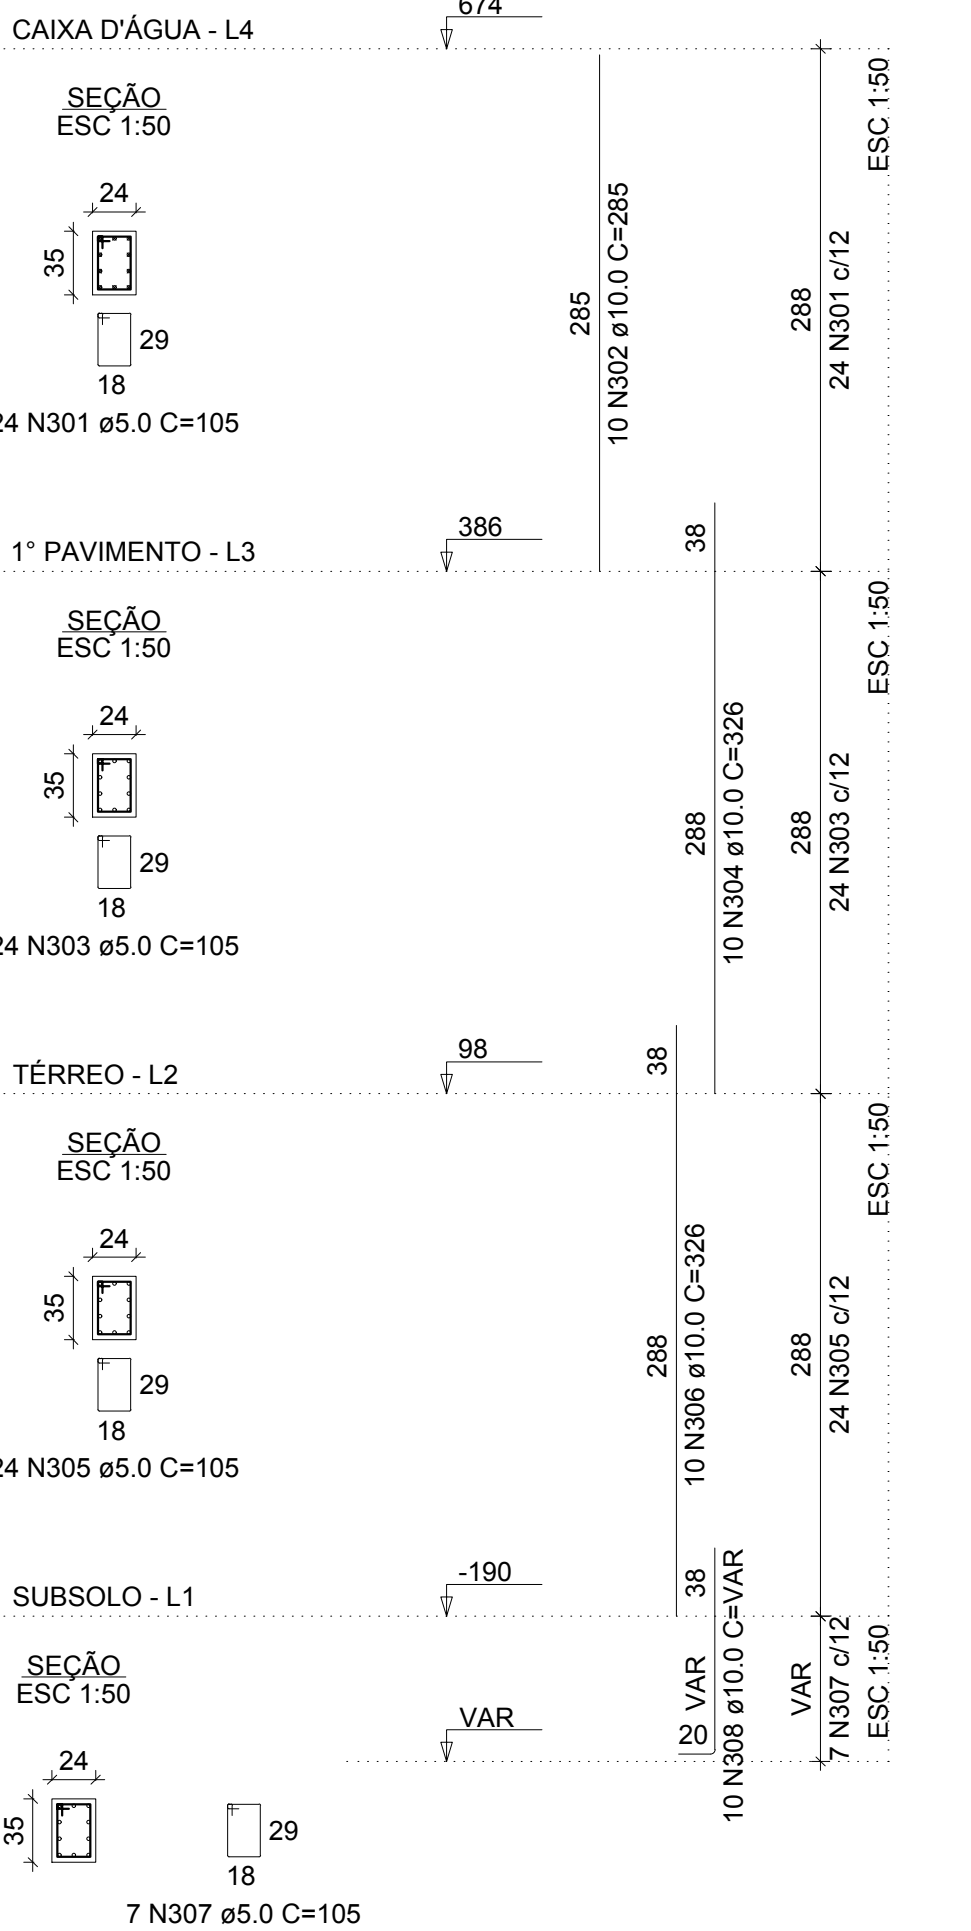 674
CAIXA D'ÁGUA - L4
SEÇÃO
ESC 1:50
ESC 1:50
24
35
29
18
24 N301 ø5.0 C=105
285
10 N302 ø10.0 C=285
288
24 N301 c/12
386
1° PAVIMENTO - L3
38
SEÇÃO
ESC 1:50
ESC 1:50
24
35
29
18
24 N303 ø5.0 C=105
288
10 N304 ø10.0 C=326
288
24 N303 c/12
98
TÉRREO - L2
38
SEÇÃO
ESC 1:50
ESC 1:50
24
35
29
18
24 N305 ø5.0 C=105
288
10 N306 ø10.0 C=326
288
24 N305 c/12
-190
SUBSOLO - L1
38
SEÇÃO
ESC 1:50
VAR
VAR
20
10 N308 ø10.0 C=VAR
VAR
7 N307 c/12
ESC 1:50
24
35
29
18
7 N307 ø5.0 C=105